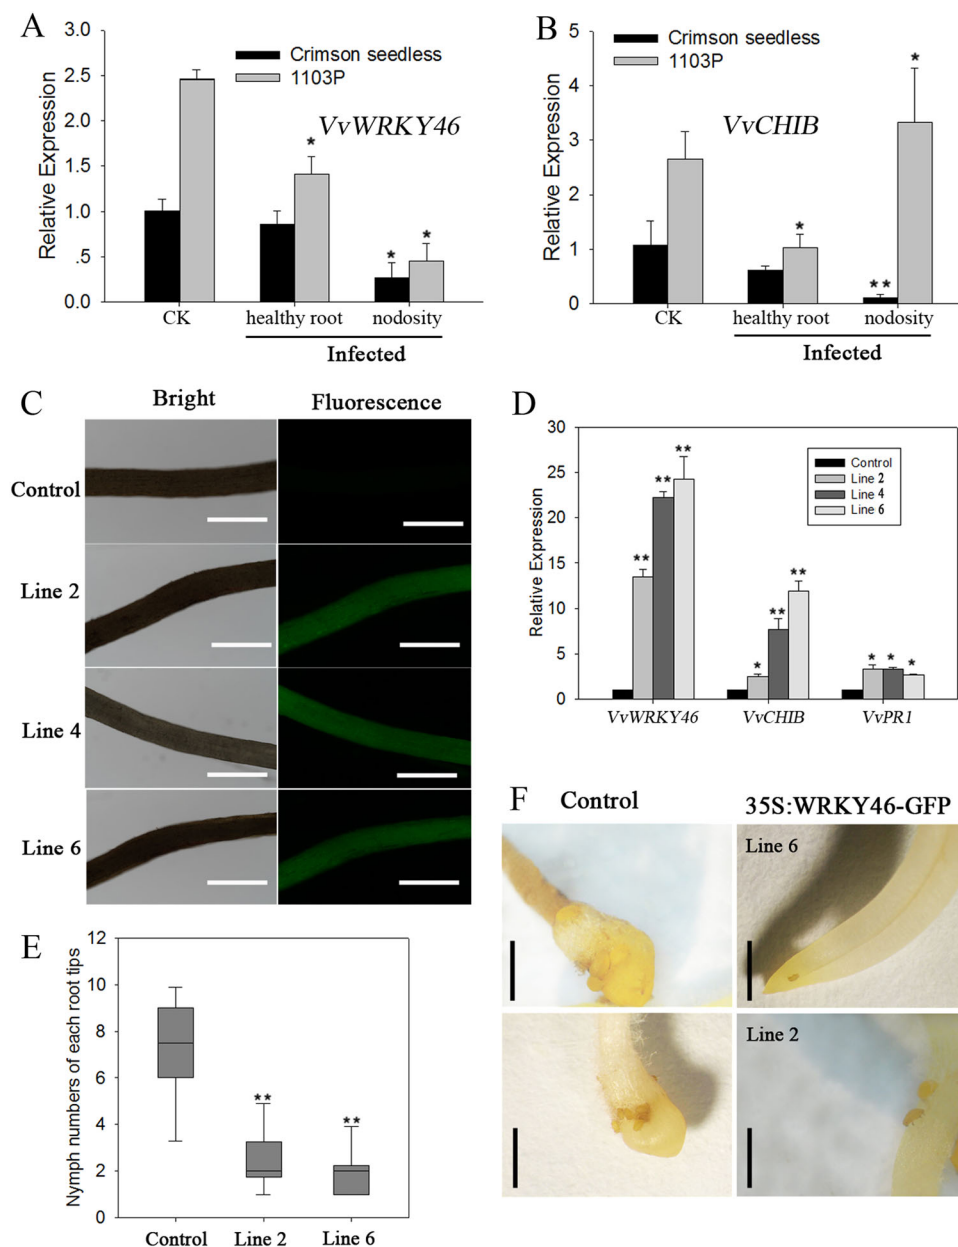 A
3.0
2.5
2.0
1.5
1.0
.5
0.0
Relative Expression
Crimson seedless
1103P
VvWRKY46
*
*
*
CK
healthy root
nodosity
Infected
B
5
4
3
2
1
0
Relative Expression
Crimson seedless
1103P
VvCHIB
*
*
**
CK
healthy root
nodosity
Infected
C
Bright
Fluorescence
Control
Line 2
Line 4
Line 6
D
30
25
20
15
10
5
0
Relative Expression
Control
Line 2
Line 4
Line 6
**
**
**
*
**
**
*
*
*
VvWRKY46
VvCHIB
VvPR1
E
12
10
8
6
4
2
0
Nymph numbers of each root tips
**
**
Control
Line 2
Line 6
F
Control
35S:WRKY46-GFP
Line 6
Line 2